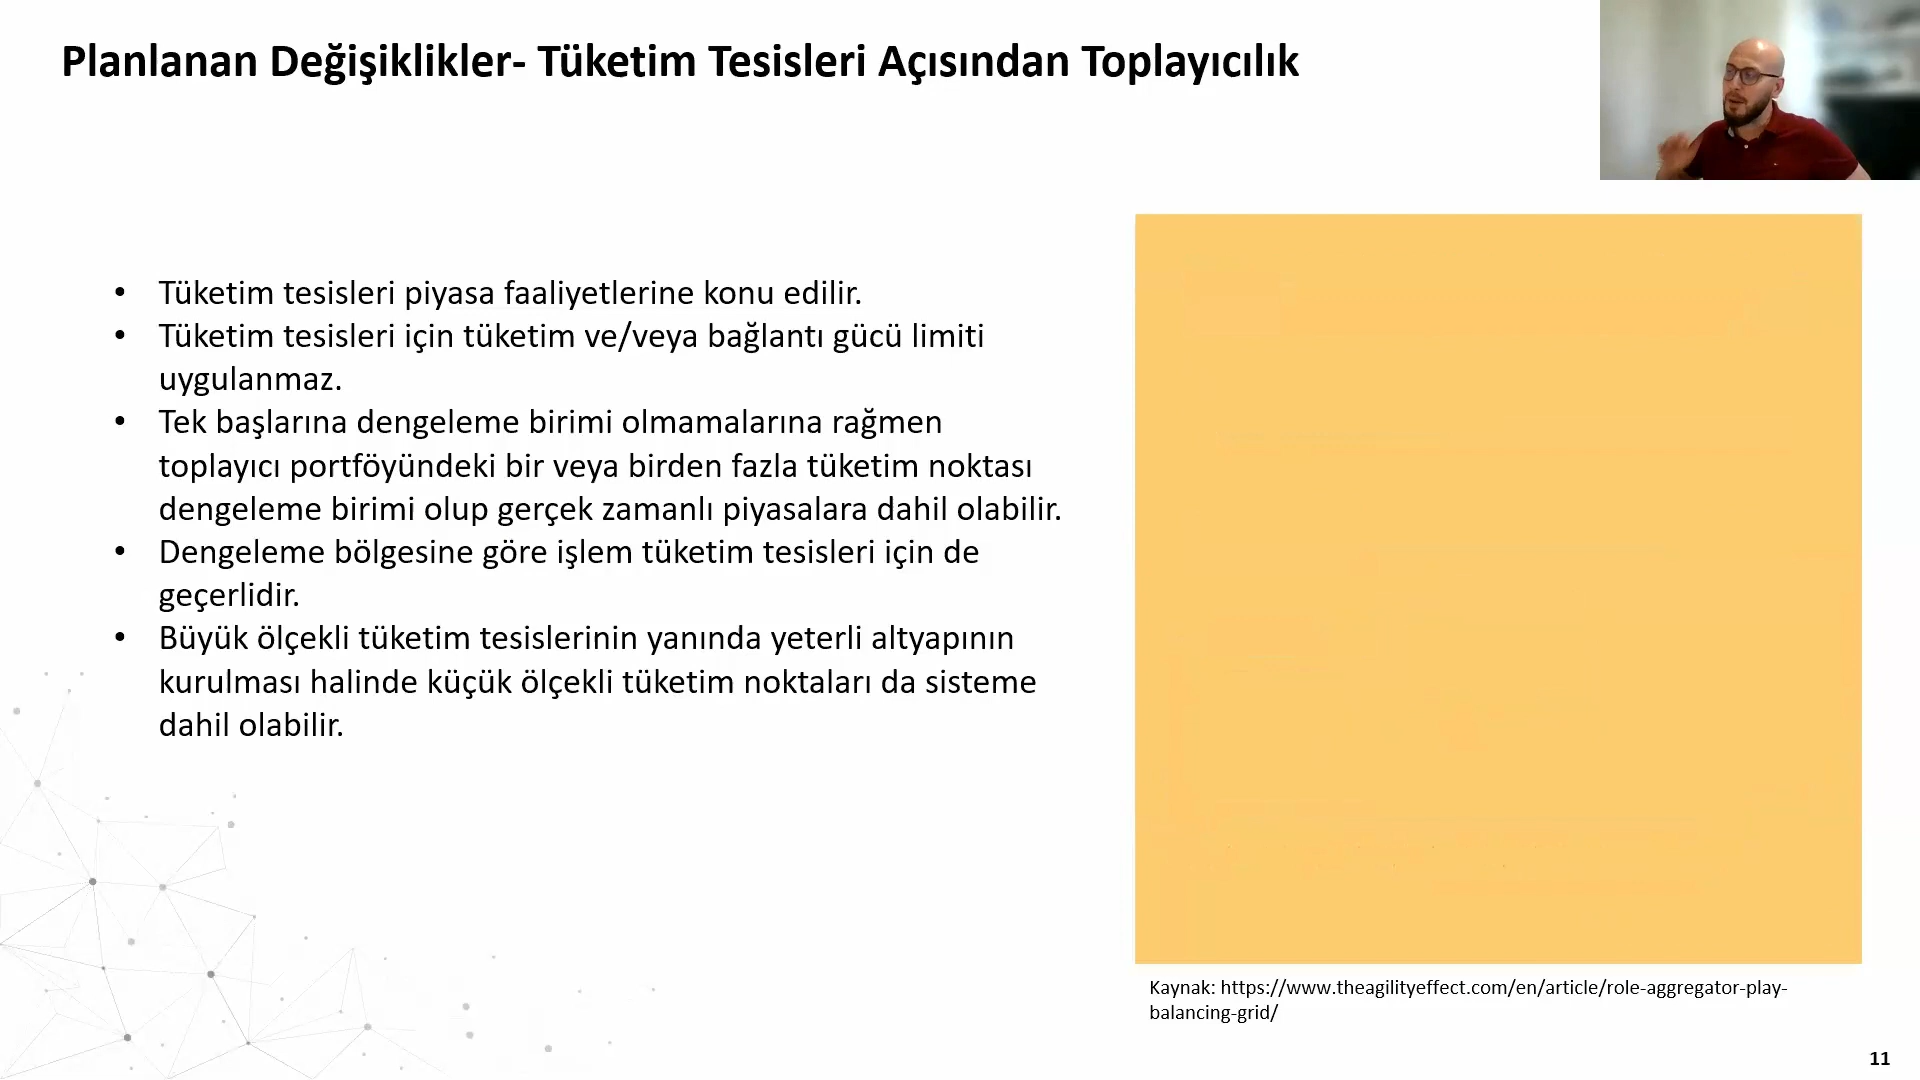 Planlanan Değişiklikler- Tüketim Tesisleri Açısından Toplayıcılık
• Tüketim tesisleri piyasa faaliyetlerine konu edilir.
• Tüketim tesisleri için tüketim ve/veya bağlantı gücü limiti
uygulanmaz.
• Tek başlarına dengeleme birimi olmamalarına rağmen
toplayıcı portföyündeki bir veya birden fazla tüketim noktası
dengeleme birimi olup gerçek zamanlı piyasalara dahil olabilir.
• Dengeleme bölgesine göre işlem tüketim tesisleri için de
geçerlidir.
• Büyük ölçekli tüketim tesislerinin yanında yeterli altyapının
kurulması halinde küçük ölçekli tüketim noktaları da sisteme
dahil olabilir.
Kaynak: https://www.theagilityeffect.com/en/article/role-aggregator-play-
balancing-grid/
11